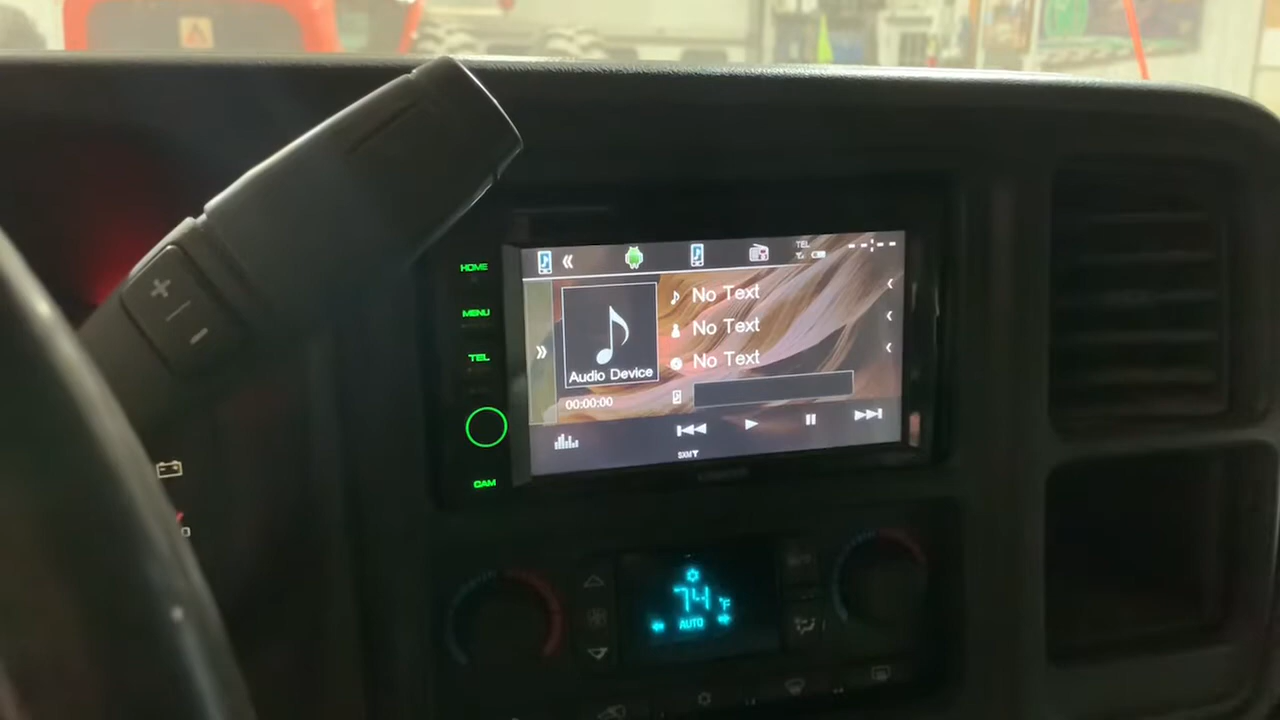 HOME
MENU
TEL
CAM
TEL
No Text
No Text
No Text
Audio Device
00:00:00
SXM
74 °F
AUTO